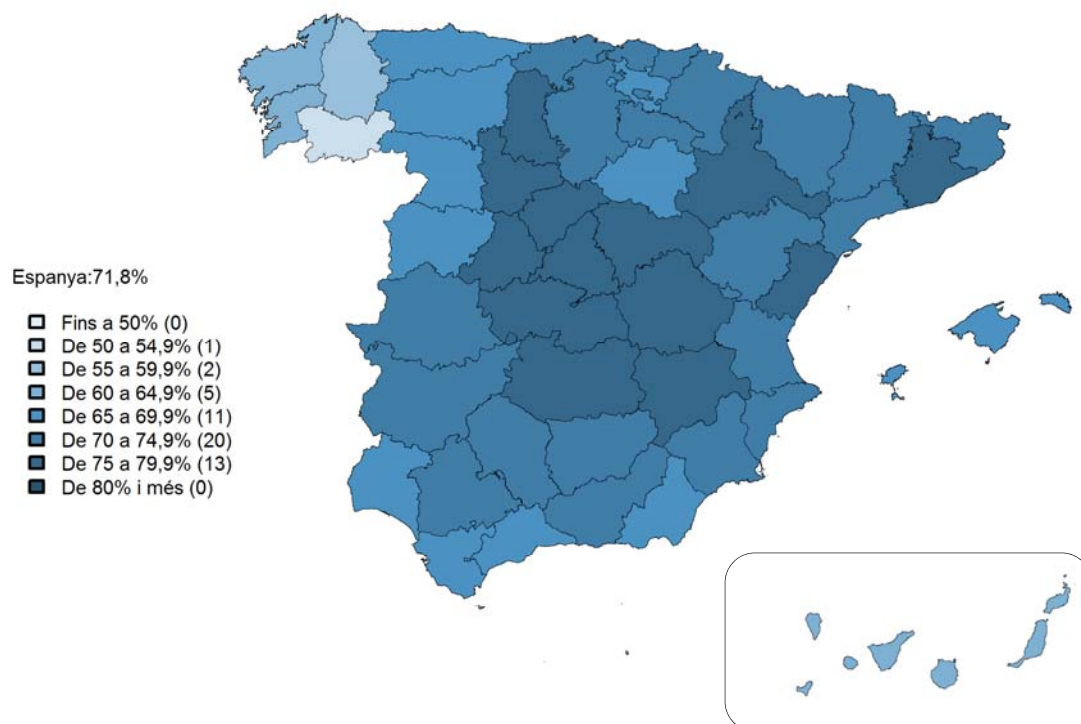 Espanya:71,8%
Fins a 50% (0)
De 50 a 54,9% (1)
De 55 a 59,9% (2)
De 60 a 64,9% (5)
De 65 a 69,9% (11)
De 70 a 74,9% (20)
De 75 a 79,9% (13)
De 80% i més (0)